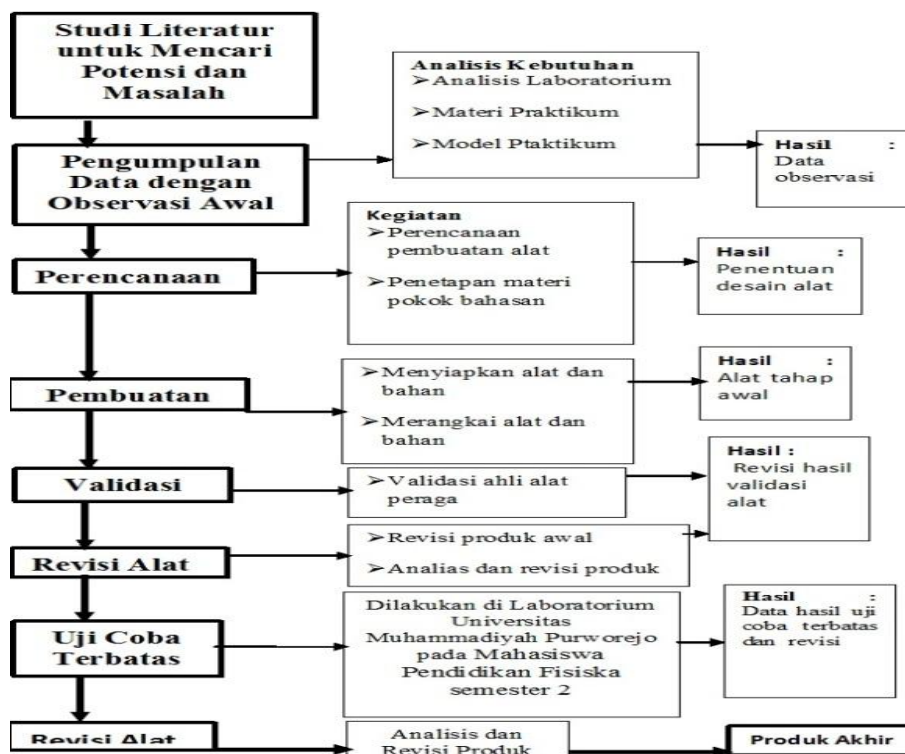 Studi Literatur
untuk Mencari
Potensi dan
Masalah
Analisis Kebutuhan
➤Analisis Laboratorium
➤Materi Praktikum
➤Model Ptaktikum
Hasil :
Data
observasi
Pengumpulan
Data dengan
Observasi Awal
Kegiatan
➤Perencanaan
pembuatan alat
➤Penetapan materi
pokok bahasan
Hasil :
Penentuan
desain alat
Perencanaan
Pembuatan
➤Menyiapkan alat dan
bahan
➤Merangkai alat dan
bahan
Hasil :
Alat tahap
awal
Validasi
➤Validasi ahli alat
peraga
Hasil :
Revisi hasil
validasi
alat
Revisi Alat
➤Revisi produk awal
➤Analias dan revisi produk
Uji Coba
Terbatas
Dilakukan di Laboratorium
Universitas
Muhammadiyah Purworejo
pada Mahasiswa
Pendidikan Fisiska
semester 2
Hasil :
Data hasil uji
coba terbatas
dan revisi
Revisi Alat
Analisis dan
Revisi Produk
Produk Akhir